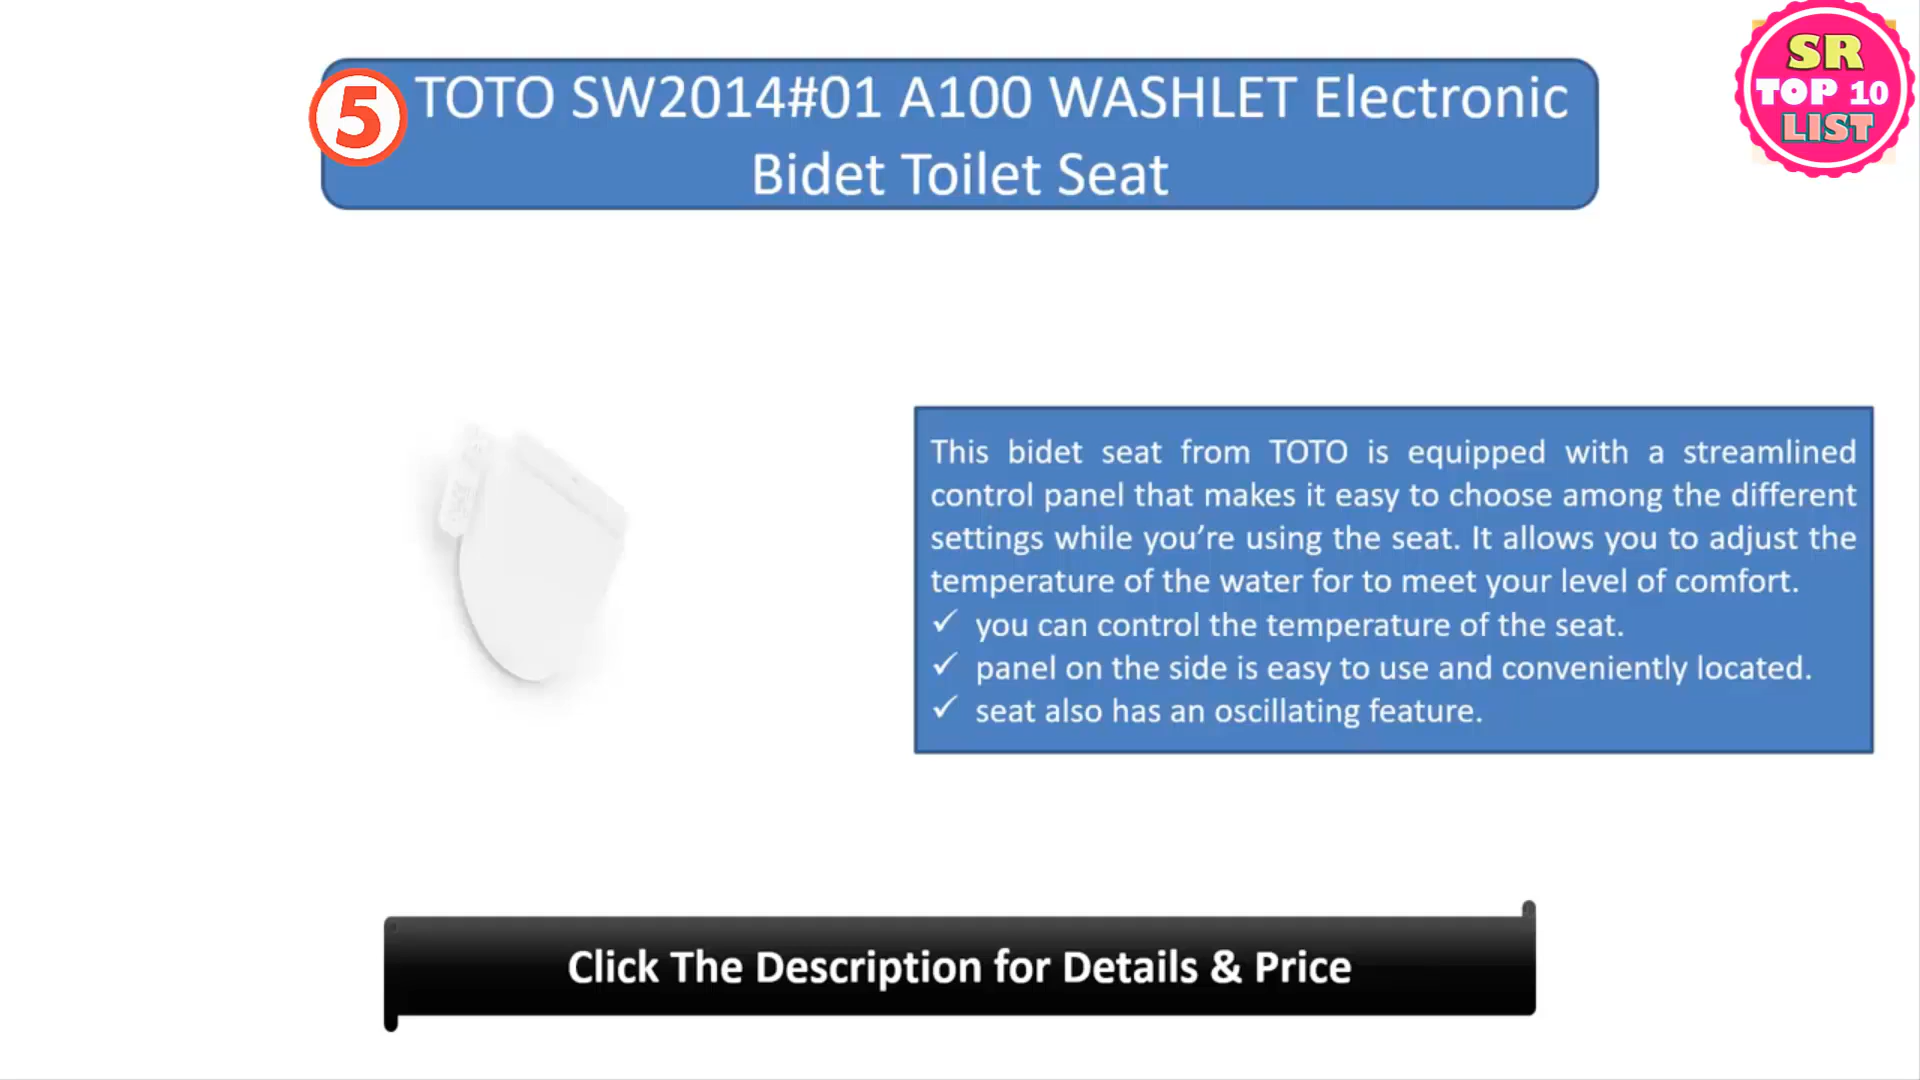 SR
TOP 10
LIST
5
TOTO SW2014#01 A100 WASHLET Electronic
Bidet Toilet Seat
This bidet seat from TOTO is equipped with a streamlined
control panel that makes it easy to choose among the different
settings while you’re using the seat. It allows you to adjust the
temperature of the water for to meet your level of comfort.
✓ you can control the temperature of the seat.
✓ panel on the side is easy to use and conveniently located.
✓ seat also has an oscillating feature.
Click The Description for Details & Price